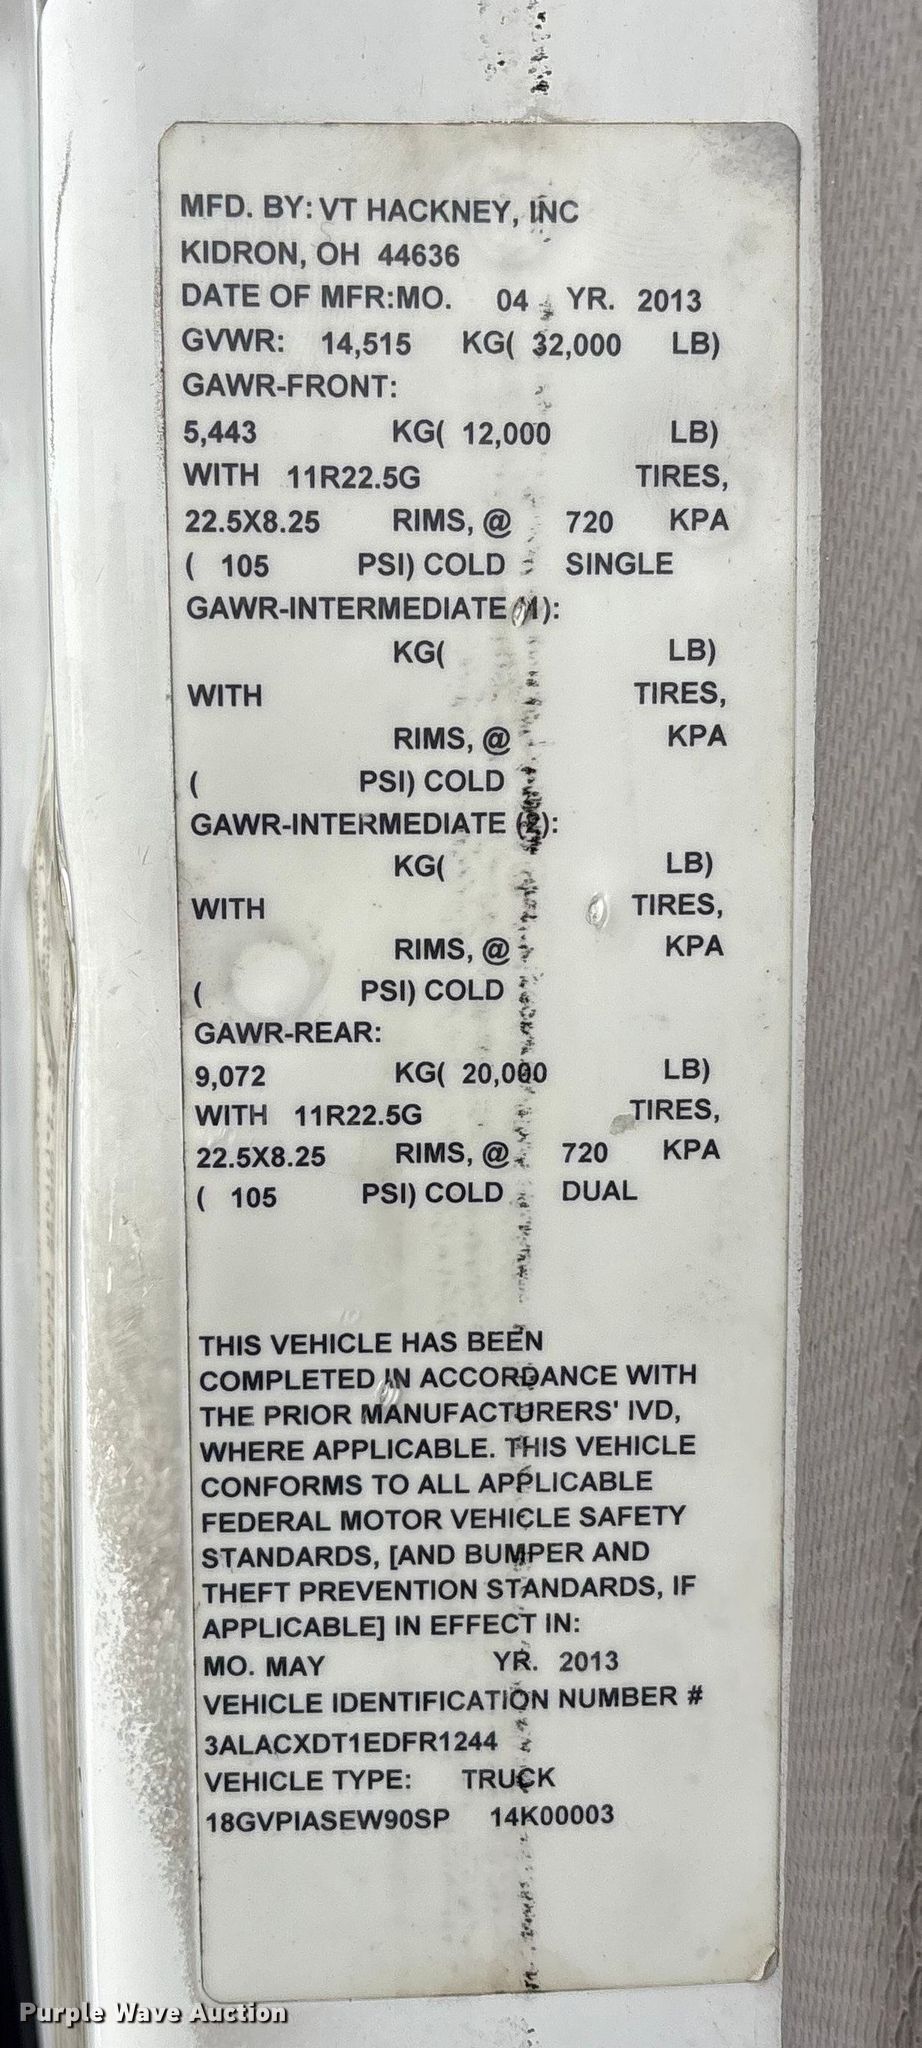 MFD. BY: VT HACKNEY, INC
KIDRON, OH 44636
DATE OF MFR:MO. 04 YR. 2013
GVWR: 14,515 KG( 32,000 LB)
GAWR-FRONT:
5,443 KG( 12,000 LB)
WITH 11R22.5G TIRES,
22.5X8.25 RIMS, @ 720 KPA
( 105 PSI) COLD SINGLE
GAWR-INTERMEDIATE (1):
KG( LB)
WITH TIRES,
RIMS, @ KPA
( PSI) COLD
GAWR-INTERMEDIATE (2):
KG( LB)
WITH TIRES,
RIMS, @ KPA
( PSI) COLD
GAWR-REAR:
9,072 KG( 20,000 LB)
WITH 11R22.5G TIRES,
22.5X8.25 RIMS, @ 720 KPA
( 105 PSI) COLD DUAL
THIS VEHICLE HAS BEEN
COMPLETED IN ACCORDANCE WITH
THE PRIOR MANUFACTURERS' IVD,
WHERE APPLICABLE. THIS VEHICLE
CONFORMS TO ALL APPLICABLE
FEDERAL MOTOR VEHICLE SAFETY
STANDARDS, [AND BUMPER AND
THEFT PREVENTION STANDARDS, IF
APPLICABLE] IN EFFECT IN:
MO. MAY YR. 2013
VEHICLE IDENTIFICATION NUMBER #
3ALACXDT1EDFR1244
VEHICLE TYPE: TRUCK
18GVPIASEW90SP 14K00003
Purple Wave Auction